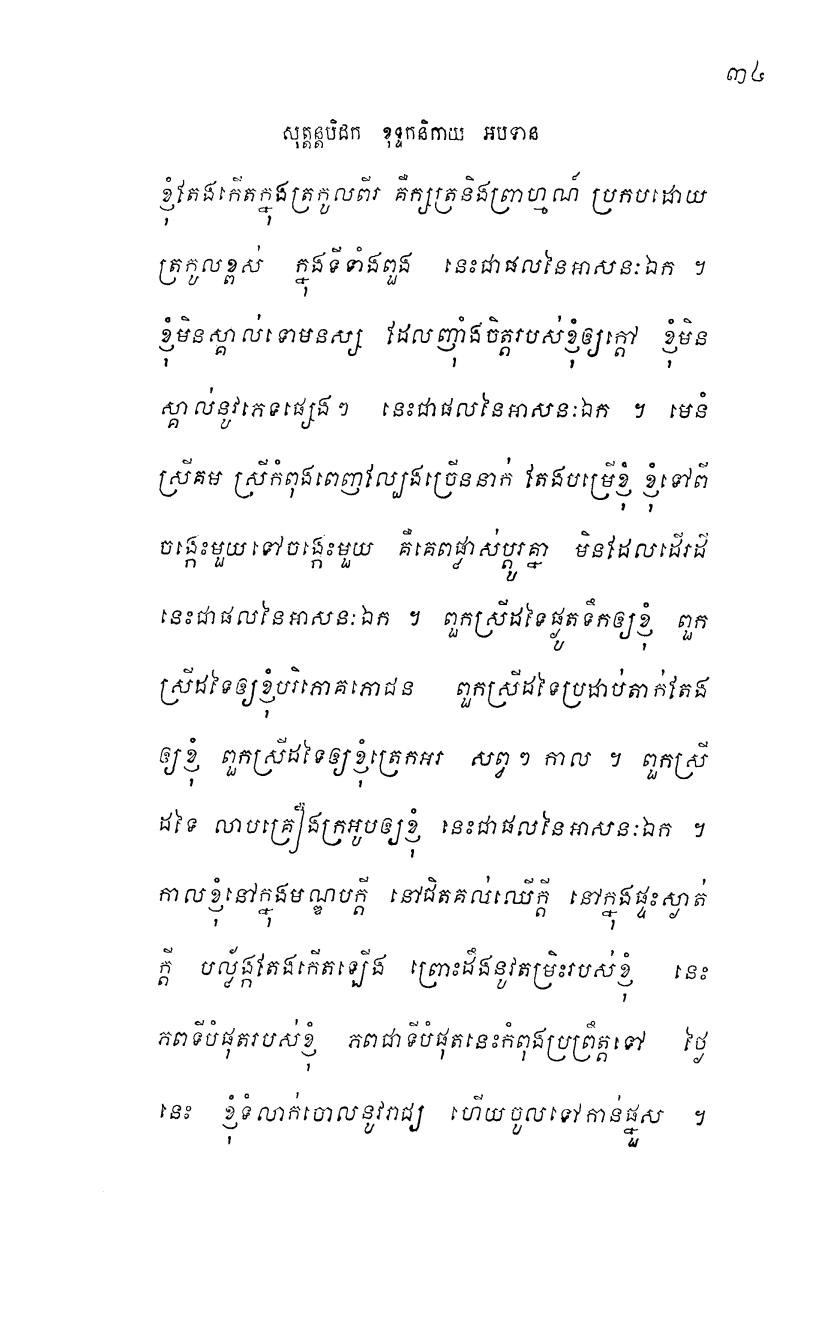 ៣៤
សុត្តន្តបិដក ខុទ្ទកនិកាយ អបទាន
ខ្ញុំតែងកើតក្នុងត្រកូលពីរ គឺក្សត្រនិងព្រាហ្មណ៍ ប្រកបដោយ
ត្រកូលខ្ពស់ ក្នុងទីទាំងពួង នេះជាផលនៃអាសនៈឯក ។
ខ្ញុំមិនស្គាល់ទោមនស្ស ដែលញ៉ាំងចិត្តរបស់ខ្ញុំឲ្យក្តៅ ខ្ញុំមិន
ស្គាល់នូវភេទផ្សេងៗ នេះជាផលនៃអាសនៈឯក ។ មេនំ
ស្រីគម ស្រីកំពុងពេញល្បែងច្រើននាក់ តែងបម្រើខ្ញុំ ខ្ញុំទៅពី
ចង្កេះមួយទៅចង្កេះមួយ គឺគេពផ្លាស់ប្តូរគ្នា មិនដែលដើរដី
នេះជាផលនៃអាសនៈឯក ។ ពួកស្រីដទៃផ្ងូតទឹកឲ្យខ្ញុំ ពួក
ស្រីដទៃឲ្យខ្ញុំបរិភោគភោជន ពួកស្រីដទៃប្រដាប់តាក់តែង
ឲ្យខ្ញុំ ពួកស្រីដទៃឲ្យខ្ញុំត្រេកអរ សព្វៗ កាល ។ ពួកស្រី
ដទៃ លាបគ្រឿងក្រអូបឲ្យខ្ញុំ នេះជាផលនៃអាសនៈឯក ។
កាលខ្ញុំនៅក្នុងមណ្ឌបក្តី នៅជិតគល់ឈើក្តី នៅក្នុងផ្ទះស្ងាត់
ក្តី បល្ល័ង្កតែងកើតឡើង ព្រោះដឹងនូវតម្រិះរបស់ខ្ញុំ នេះ
ភពទីបំផុតរបស់ខ្ញុំ ភពជាទីបំផុតនេះកំពុងប្រព្រឹត្តទៅ ថ្ងៃ
នេះ ខ្ញុំទំលាក់ចោលនូវរាជ្យ ហើយចូលទៅកាន់ផ្នួស ។